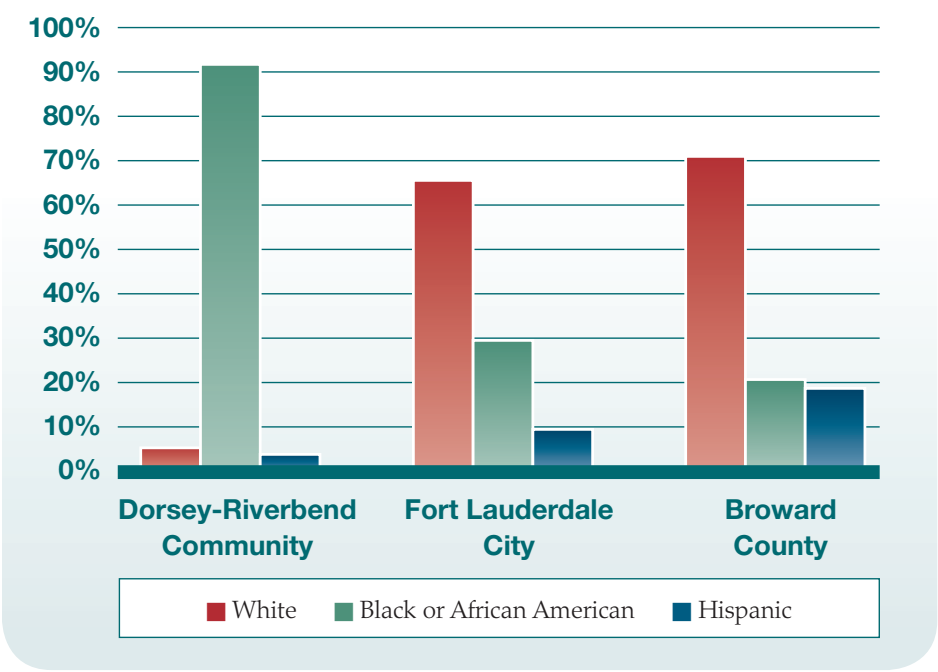 100%
90%
80%
70%
60%
50%
40%
30%
20%
10%
0%
Dorsey-Riverbend
Community
Fort Lauderdale
City
Broward
County
White Black or African American Hispanic